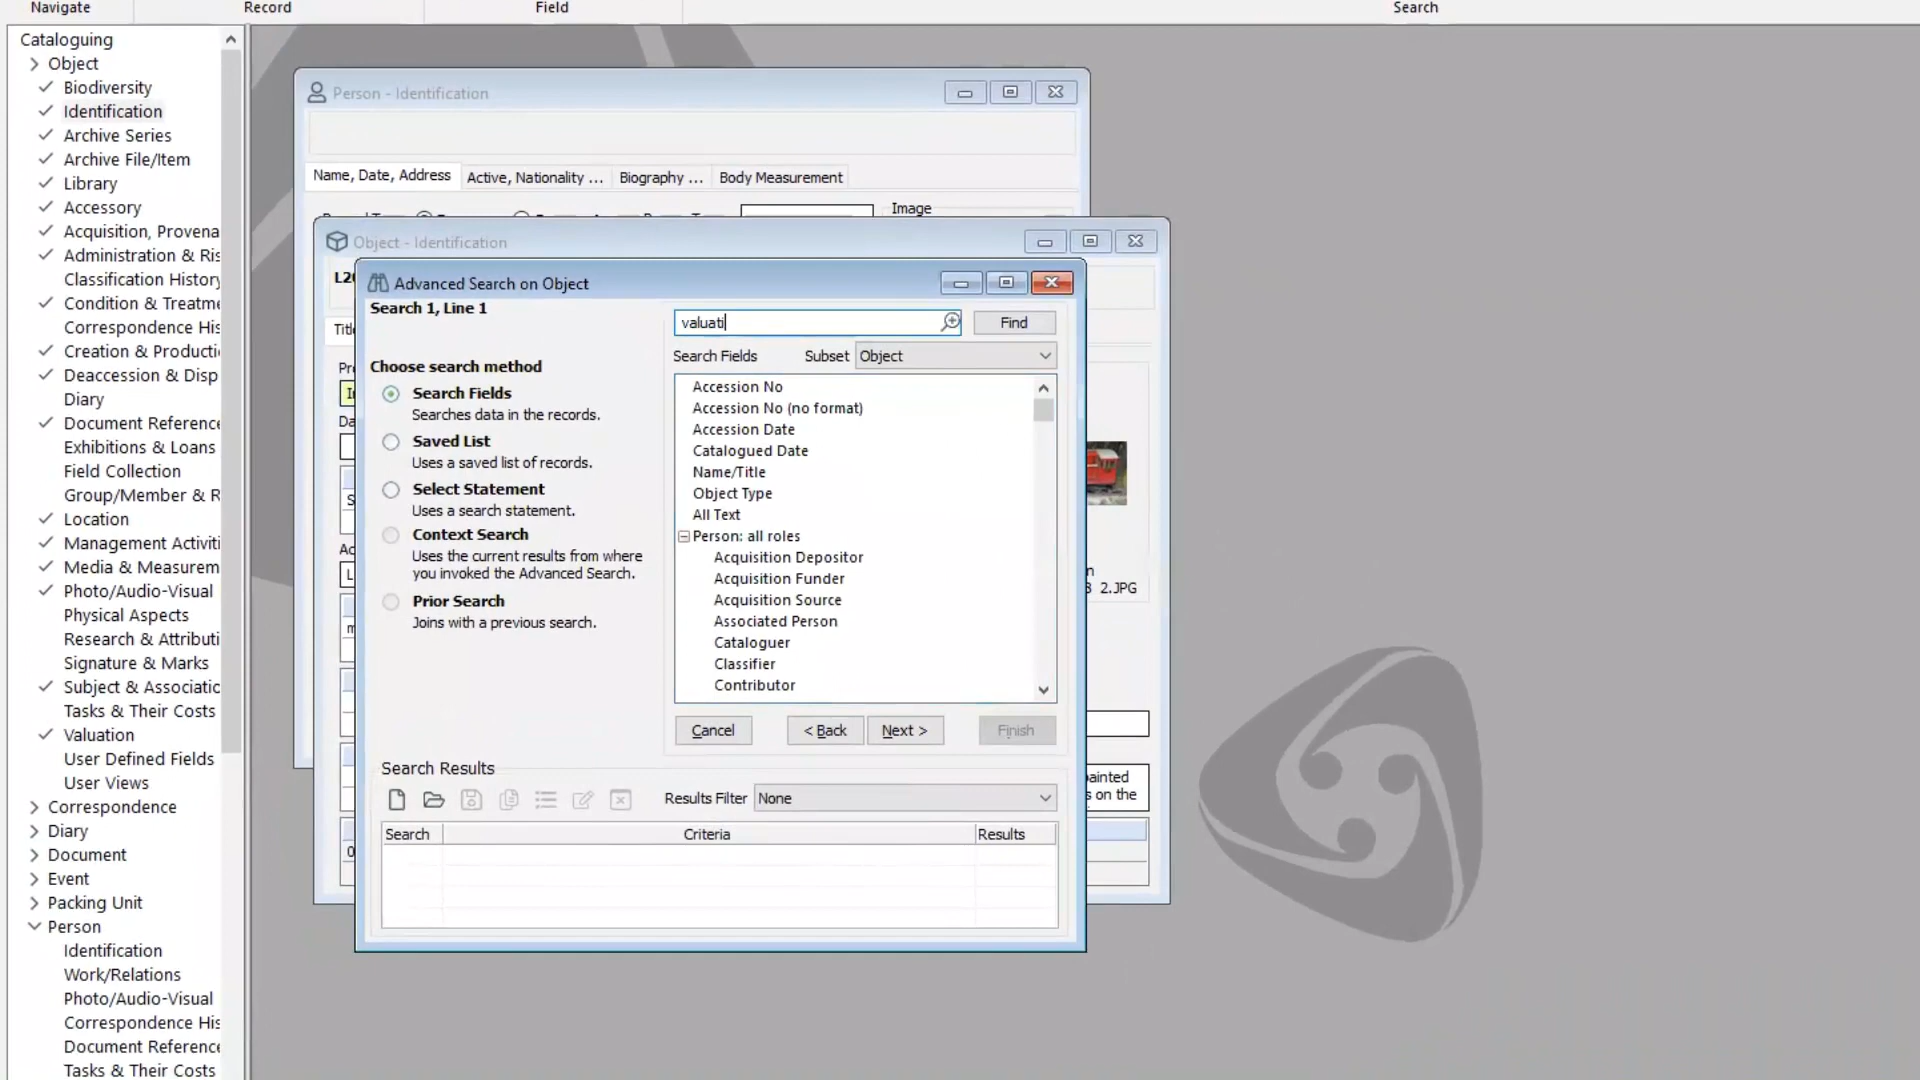 Navigate
Record
Field
Search
Cataloguing
Object
Biodiversity
Identification
Archive Series
Archive File/Item
Library
Accessory
Acquisition, Provena
Administration & Ris
Classification History
Condition & Treatme
Correspondence His
Creation & Producti
Deaccession & Disp
Diary
Document Reference
Exhibitions & Loans
Field Collection
Group/Member & R
Location
Management Activiti
Media & Measurem
Photo/Audio-Visual
Physical Aspects
Research & Attributi
Signature & Marks
Subject & Associatio
Tasks & Their Costs
Valuation
User Defined Fields
User Views
Correspondence
Diary
Document
Event
Packing Unit
Person
Identification
Work/Relations
Photo/Audio-Visual
Correspondence His
Document Reference
Tasks & Their Costs
Person - Identification
Name, Date, Address
Active, Nationality ...
Biography ...
Body Measurement
Image
Object - Identification
2.JPG
ainted
s on the
Advanced Search on Object
Search 1, Line 1
valuati
Find
Choose search method
Search Fields
Searches data in the records.
Saved List
Uses a saved list of records.
Select Statement
Uses a search statement.
Context Search
Uses the current results from where
you invoked the Advanced Search.
Prior Search
Joins with a previous search.
Search Fields
Subset
Object
Accession No
Accession No (no format)
Accession Date
Catalogued Date
Name/Title
Object Type
All Text
Person: all roles
Acquisition Depositor
Acquisition Funder
Acquisition Source
Associated Person
Cataloguer
Classifier
Contributor
Cancel
< Back
Next >
Finish
Search Results
Results Filter
None
Search
Criteria
Results